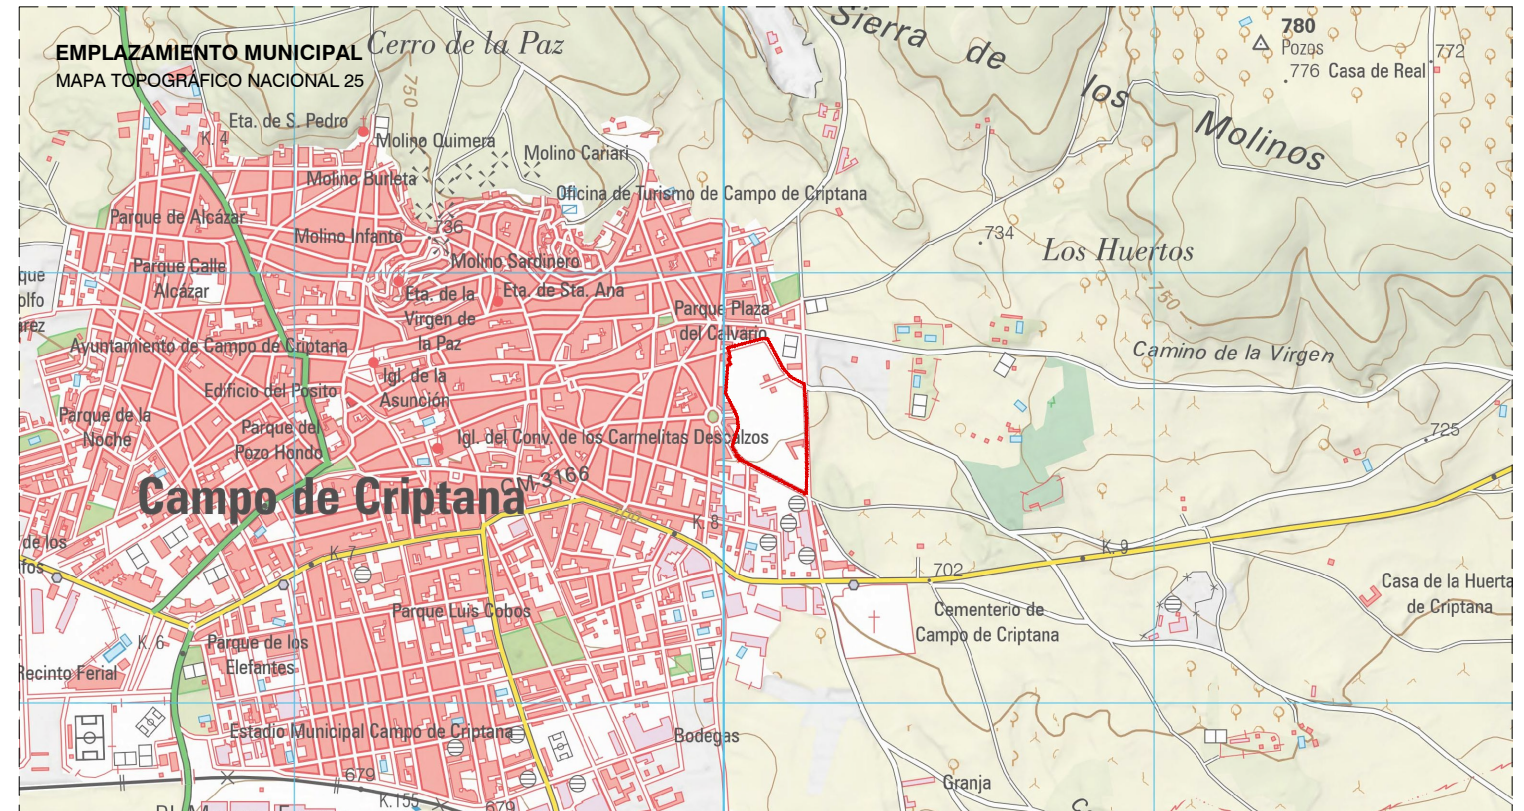 EMPLAZAMIENTO MUNICIPAL
MAPA TOPOGRÁFICO NACIONAL 25
Cerro de la Paz
Sierra de los Molinos
780
Pozos
772
776
Casa de Real
750
Eta. de S. Pedro
K. 4
Molino Quimera
Molino Cariari
Molino Burleta
Oficina de Turismo de Campo de Criptana
Parque de Alcázar
736
Molino Infanto
734
Los Huertos
Molino Sardinero
Parque Calle
Alcázar
Eta. de la
Virgen de
la Paz
Eta. de Sta. Ana
750
Parque Plaza
del Calvario
Ayuntamiento de Campo de Criptana
Camino de la Virgen
Igl. de la
Asunción
Edificio del Posito
Parque de la
Noche
Parque del
Pozo Hondo
Igl. del Conv. de los Carmelitas Descalzos
725
Campo de Criptana
CM-3166
700
K. 8
de los
K. 7
K. 9
702
Casa de la Huerta
de Criptana
Parque Luis Cobos
Cementerio de
Campo de Criptana
K. 6
Parque de los
Elefantes
Recinto Ferial
Estadio Municipal Campo de Criptana
Bodegas
679
K.155
679
Granja